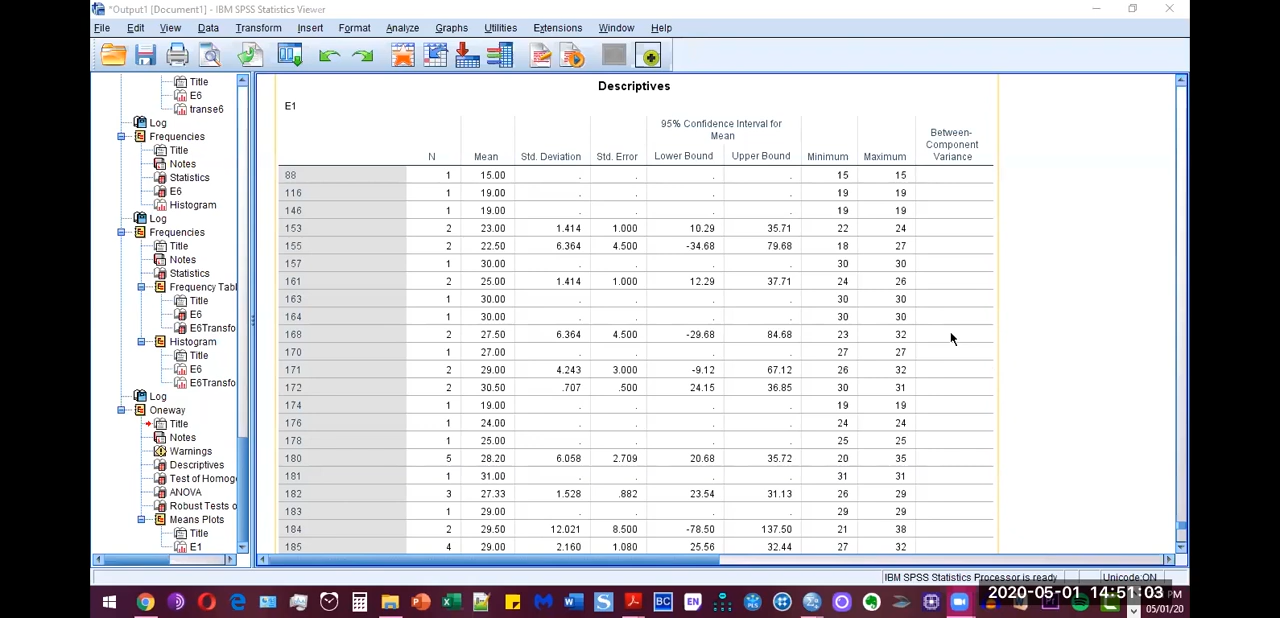 *Output1 [Document1] - IBM SPSS Statistics Viewer
File Edit View Data Transform Insert Format Analyze Graphs Utilities Extensions Window Help
Title
E6
transe6
Log
Frequencies
Title
Notes
Statistics
E6
Histogram
Log
Frequencies
Title
Notes
Statistics
Frequency Tabl
Title
E6
E6Transfo
Histogram
Title
E6
E6Transfo
Log
Oneway
Title
Notes
Warnings
Descriptives
Test of Homog
ANOVA
Robust Tests o
Means Plots
Title
E1
Descriptives
E1
95% Confidence Interval for Mean
Between-Component Variance
N Mean Std. Deviation Std. Error Lower Bound Upper Bound Minimum Maximum
88 1 15.00 . . . . 15 15
116 1 19.00 . . . . 19 19
146 1 19.00 . . . . 19 19
153 2 23.00 1.414 1.000 10.29 35.71 22 24
155 2 22.50 6.364 4.500 -34.68 79.68 18 27
157 1 30.00 . . . . 30 30
161 2 25.00 1.414 1.000 12.29 37.71 24 26
163 1 30.00 . . . . 30 30
164 1 30.00 . . . . 30 30
168 2 27.50 6.364 4.500 -29.68 84.68 23 32
170 1 27.00 . . . . 27 27
171 2 29.00 4.243 3.000 -9.12 67.12 26 32
172 2 30.50 .707 .500 24.15 36.85 30 31
174 1 19.00 . . . . 19 19
176 1 24.00 . . . . 24 24
178 1 25.00 . . . . 25 25
180 5 28.20 6.058 2.709 20.68 35.72 20 35
181 1 31.00 . . . . 31 31
182 3 27.33 1.528 .882 23.54 31.13 26 29
183 1 29.00 . . . . 29 29
184 2 29.50 12.021 8.500 -78.50 137.50 21 38
185 4 29.00 2.160 1.080 25.56 32.44 27 32
IBM SPSS Statistics Processor is ready Unicode:ON
BC EN
2020-05-01 14:51:03 PM
05/01/20